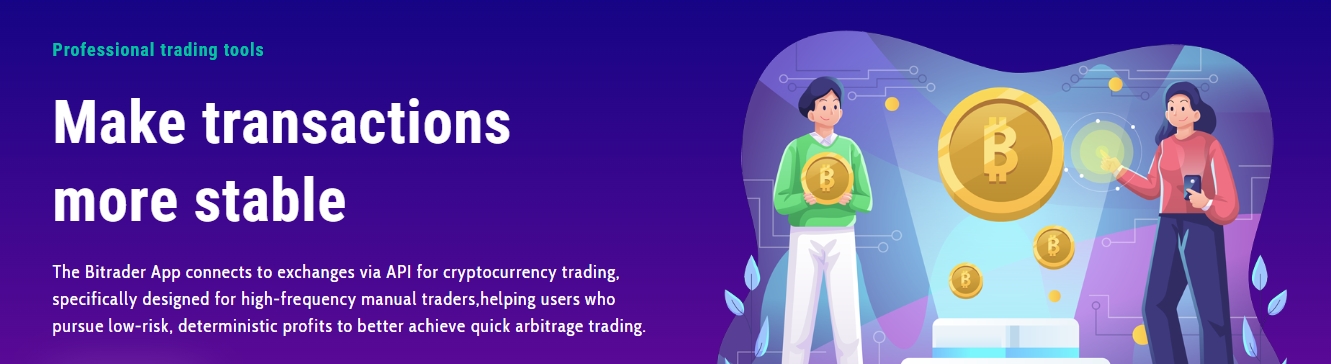 Professional trading tools
Make transactions
more stable
The Bitrader App connects to exchanges via API for cryptocurrency trading,
specifically designed for high-frequency manual traders,helping users who
pursue low-risk, deterministic profits to better achieve quick arbitrage trading.